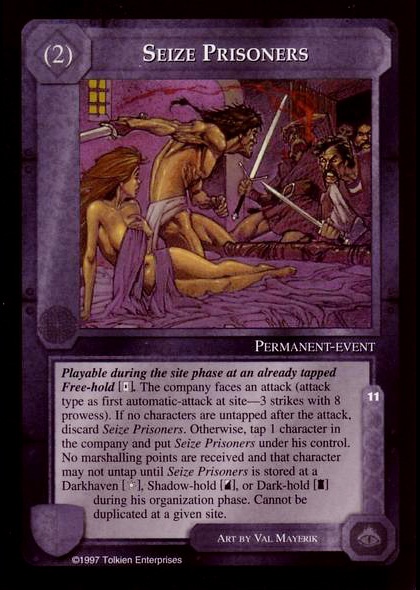 (2)
SEIZE PRISONERS
PERMANENT-EVENT
Playable during the site phase at an already tapped
Free-hold [ ]. The company faces an attack (attack
type as first automatic-attack at site—3 strikes with 8
prowess). If no characters are untapped after the attack,
discard Seize Prisoners. Otherwise, tap 1 character in
the company and put Seize Prisoners under his control.
No marshalling points are received and that character
may not untap until Seize Prisoners is stored at a
Darkhaven [ ], Shadow-hold [ ], or Dark-hold [ ]
during his organization phase. Cannot be
duplicated at a given site.
11
ART BY VAL MAYERIK
©1997 Tolkien Enterprises